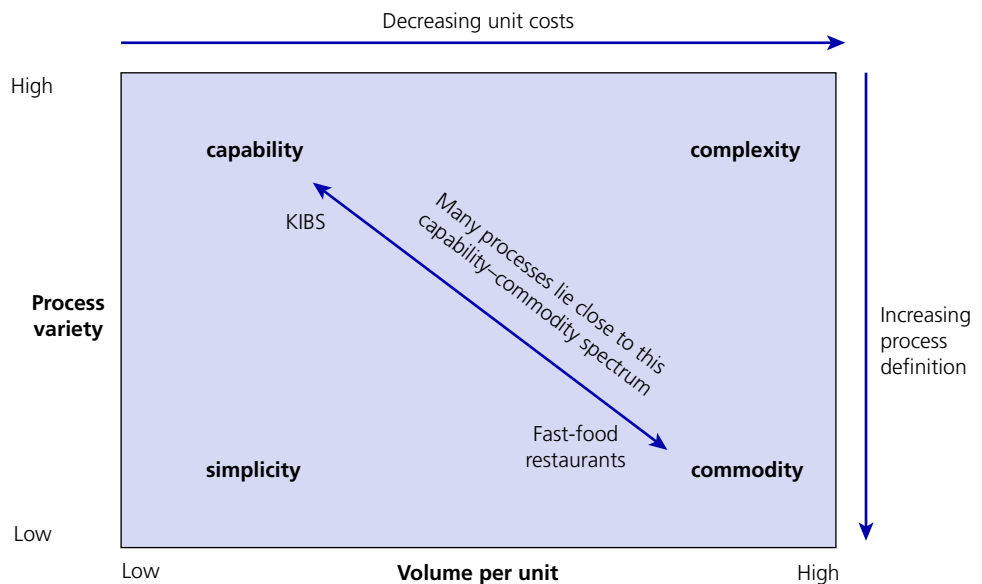 Decreasing unit costs
High
capability
complexity
KIBS
Many processes lie close to this
capability–commodity spectrum
Process
variety
Increasing
process
definition
Fast-food
restaurants
simplicity
commodity
Low
Low
Volume per unit
High